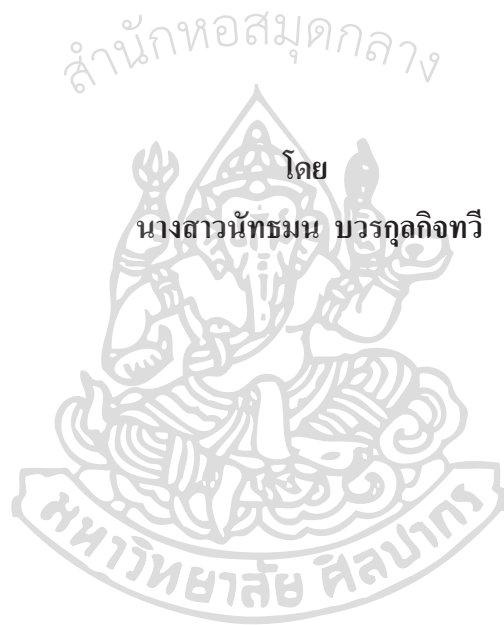 สำนักหอสมุดกลาง
โดย
นางสาวนัทธมน บวรกุลกิจทวี
มหาวิทยาลัย ศิลปากร